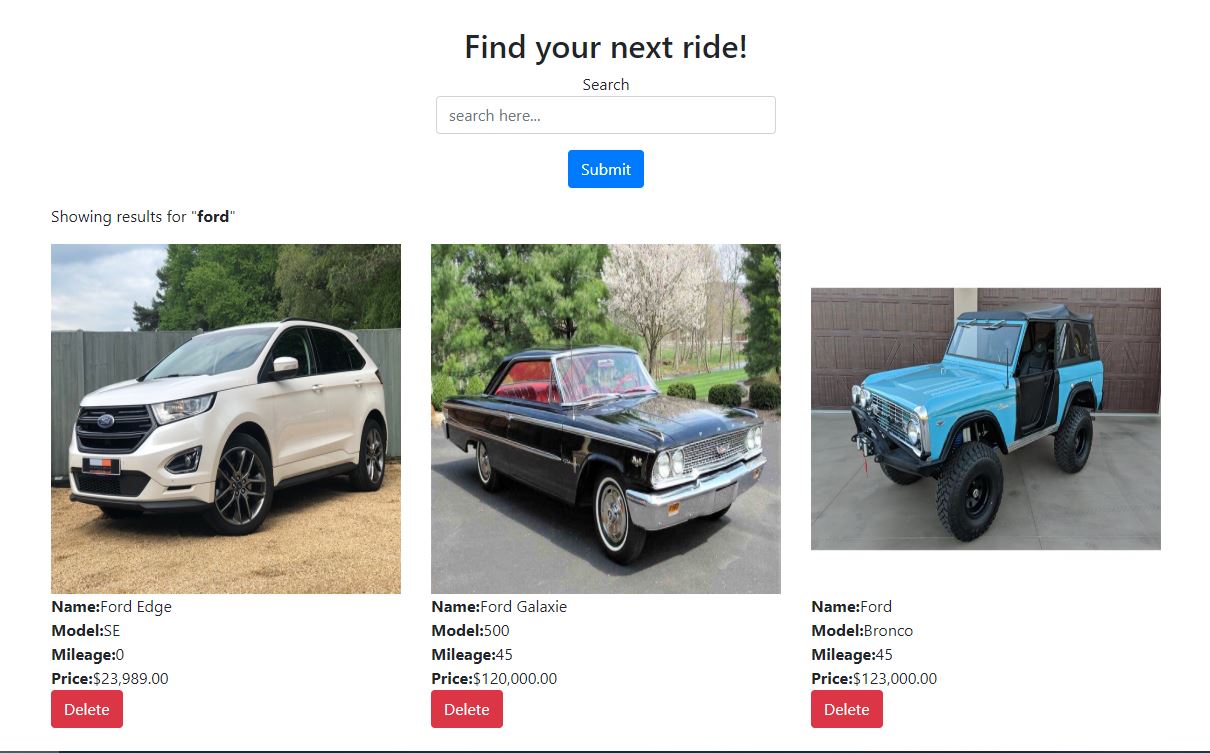 Find your next ride!
Search
search here...
Submit
Showing results for "ford"
Name:Ford Edge
Model:SE
Mileage:0
Price:$23,989.00
Delete
Name:Ford Galaxie
Model:500
Mileage:45
Price:$120,000.00
Delete
Name:Ford
Model:Bronco
Mileage:45
Price:$123,000.00
Delete